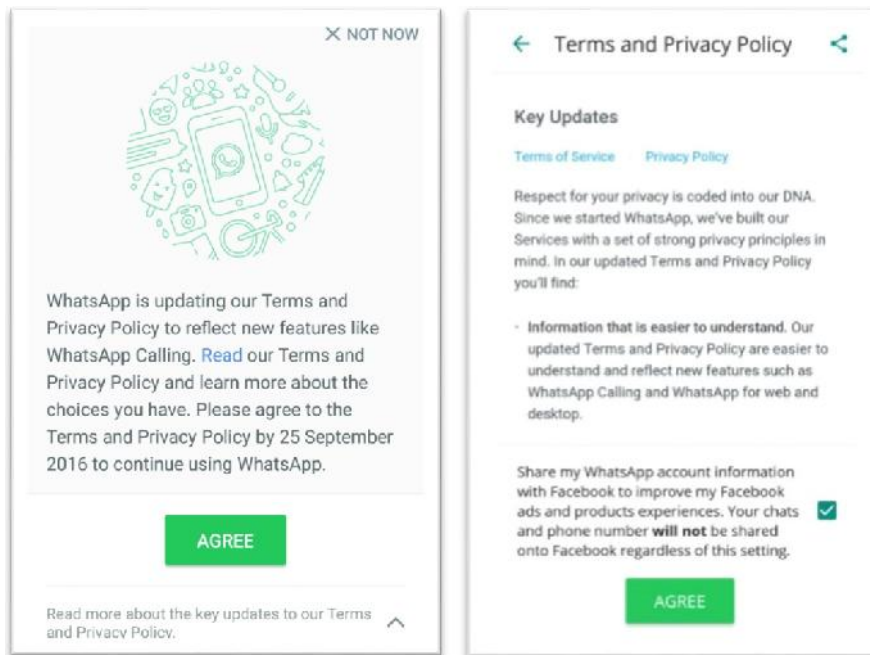 X NOT NOW
WhatsApp is updating our Terms and
Privacy Policy to reflect new features like
WhatsApp Calling. Read our Terms and
Privacy Policy and learn more about the
choices you have. Please agree to the
Terms and Privacy Policy by 25 September
2016 to continue using WhatsApp.
AGREE
Read more about the key updates to our Terms
and Privacy Policy.
Terms and Privacy Policy
Key Updates
Terms of Service Privacy Policy
Respect for your privacy is coded into our DNA.
Since we started WhatsApp, we've built our
Services with a set of strong privacy principles in
mind. In our updated Terms and Privacy Policy
you'll find:
· Information that is easier to understand. Our
updated Terms and Privacy Policy are easier to
understand and reflect new features such as
WhatsApp Calling and WhatsApp for web and
desktop.
Share my WhatsApp account information
with Facebook to improve my Facebook
ads and products experiences. Your chats
and phone number will not be shared
onto Facebook regardless of this setting.
AGREE